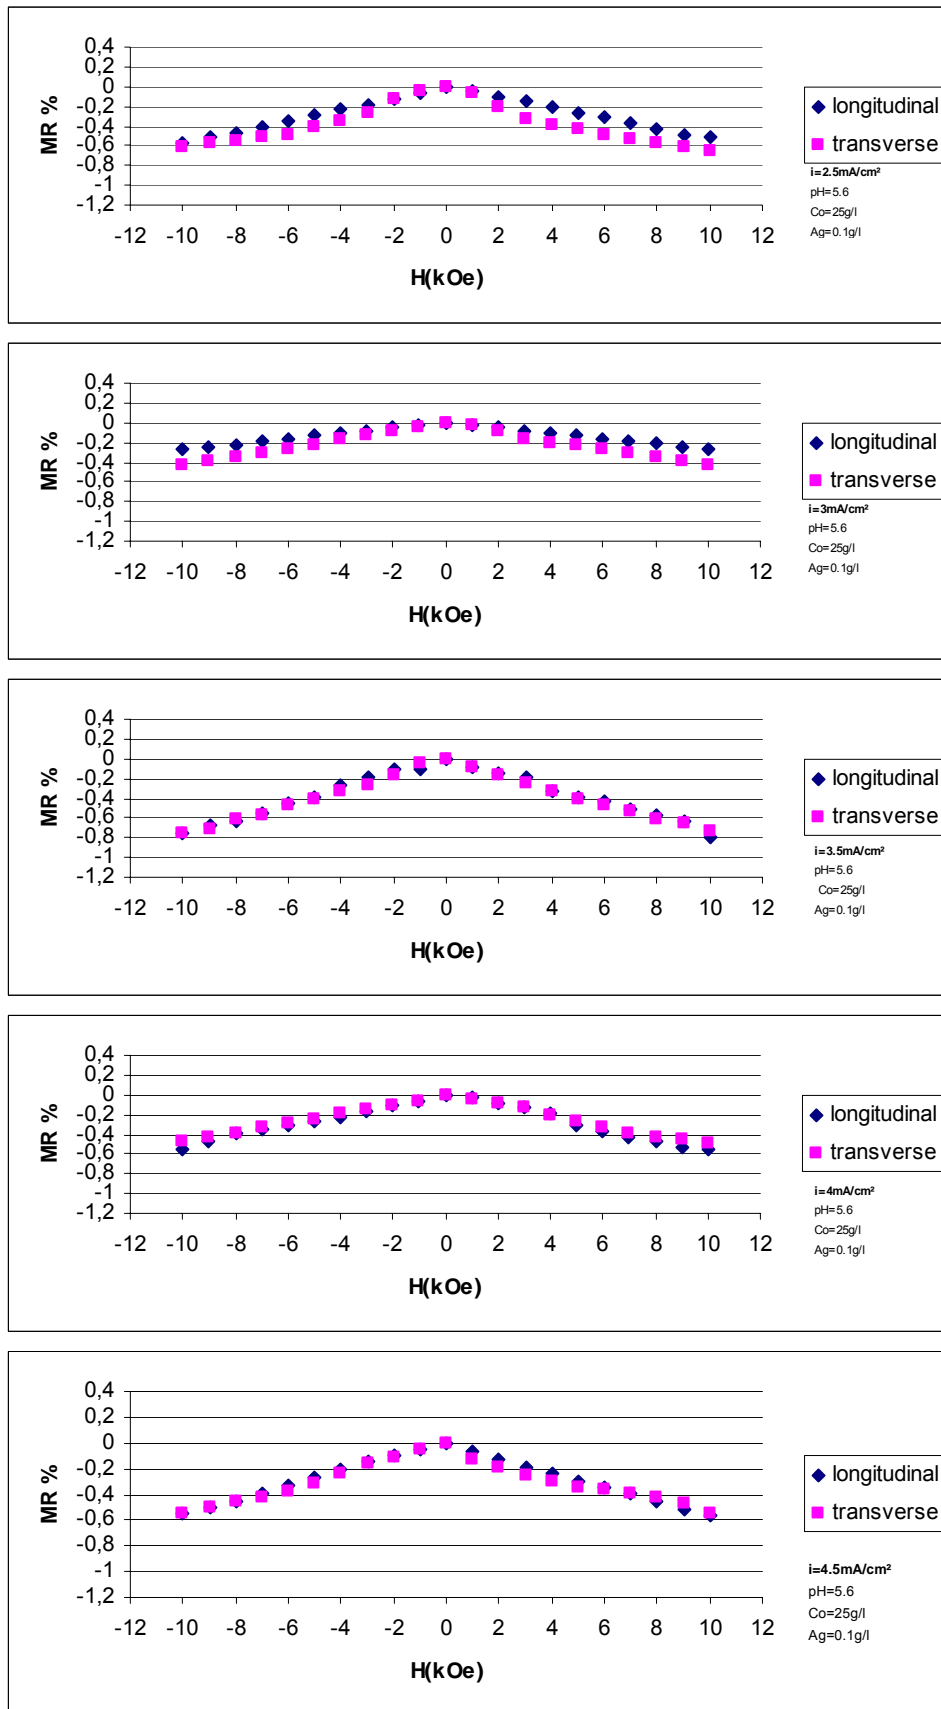 0,4
0,2
0
-0,2
-0,4
-0,6
-0,8
-1
-1,2
MR %
-12 -10 -8 -6 -4 -2 0 2 4 6 8 10 12
H(kOe)
longitudinal
transverse
i=2.5mA/cm²
pH=5.6
Co=25g/l
Ag=0.1g/l
0,4
0,2
0
-0,2
-0,4
-0,6
-0,8
-1
-1,2
MR %
-12 -10 -8 -6 -4 -2 0 2 4 6 8 10 12
H(kOe)
longitudinal
transverse
i=3mA/cm²
pH=5.6
Co=25g/l
Ag=0.1g/l
0,4
0,2
0
-0,2
-0,4
-0,6
-0,8
-1
-1,2
MR %
-12 -10 -8 -6 -4 -2 0 2 4 6 8 10 12
H(kOe)
longitudinal
transverse
i=3.5mA/cm²
pH=5.6
Co=25g/l
Ag=0.1g/l
0,4
0,2
0
-0,2
-0,4
-0,6
-0,8
-1
-1,2
MR %
-12 -10 -8 -6 -4 -2 0 2 4 6 8 10 12
H(kOe)
longitudinal
transverse
i=4mA/cm²
pH=5.6
Co=25g/l
Ag=0.1g/l
0,4
0,2
0
-0,2
-0,4
-0,6
-0,8
-1
-1,2
MR %
-12 -10 -8 -6 -4 -2 0 2 4 6 8 10 12
H(kOe)
longitudinal
transverse
i=4.5mA/cm²
pH=5.6
Co=25g/l
Ag=0.1g/l